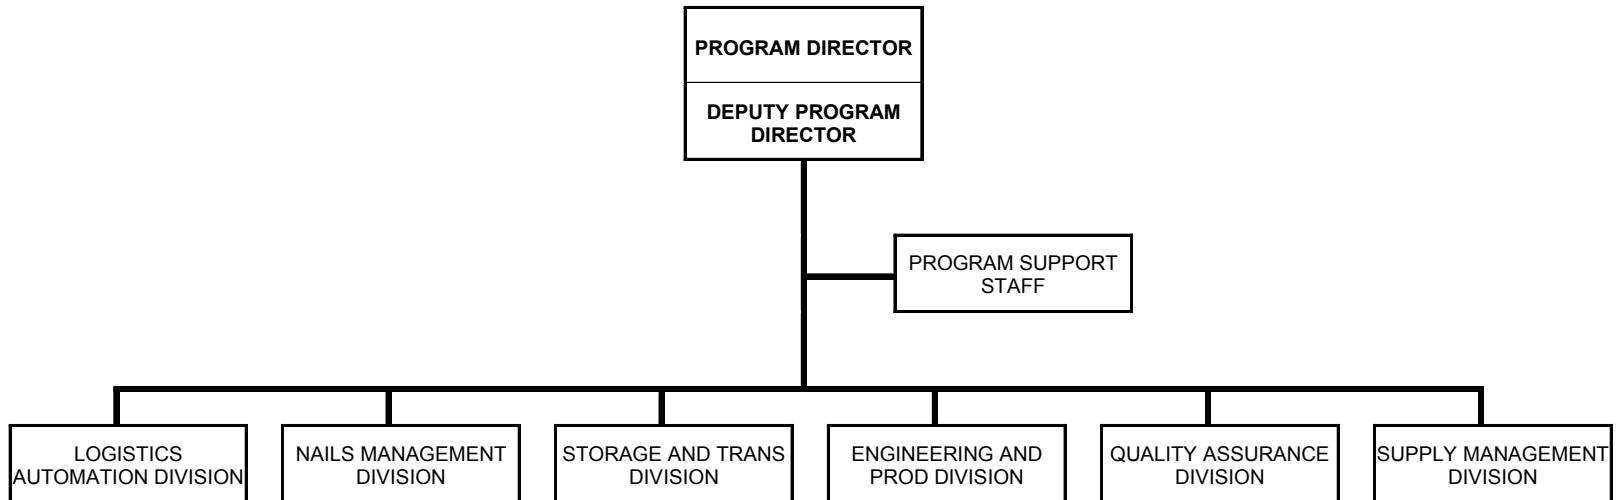 PROGRAM DIRECTOR
DEPUTY PROGRAM
DIRECTOR
PROGRAM SUPPORT
STAFF
LOGISTICS
AUTOMATION DIVISION
NAILS MANAGEMENT
DIVISION
STORAGE AND TRANS
DIVISION
ENGINEERING AND
PROD DIVISION
QUALITY ASSURANCE
DIVISION
SUPPLY MANAGEMENT
DIVISION